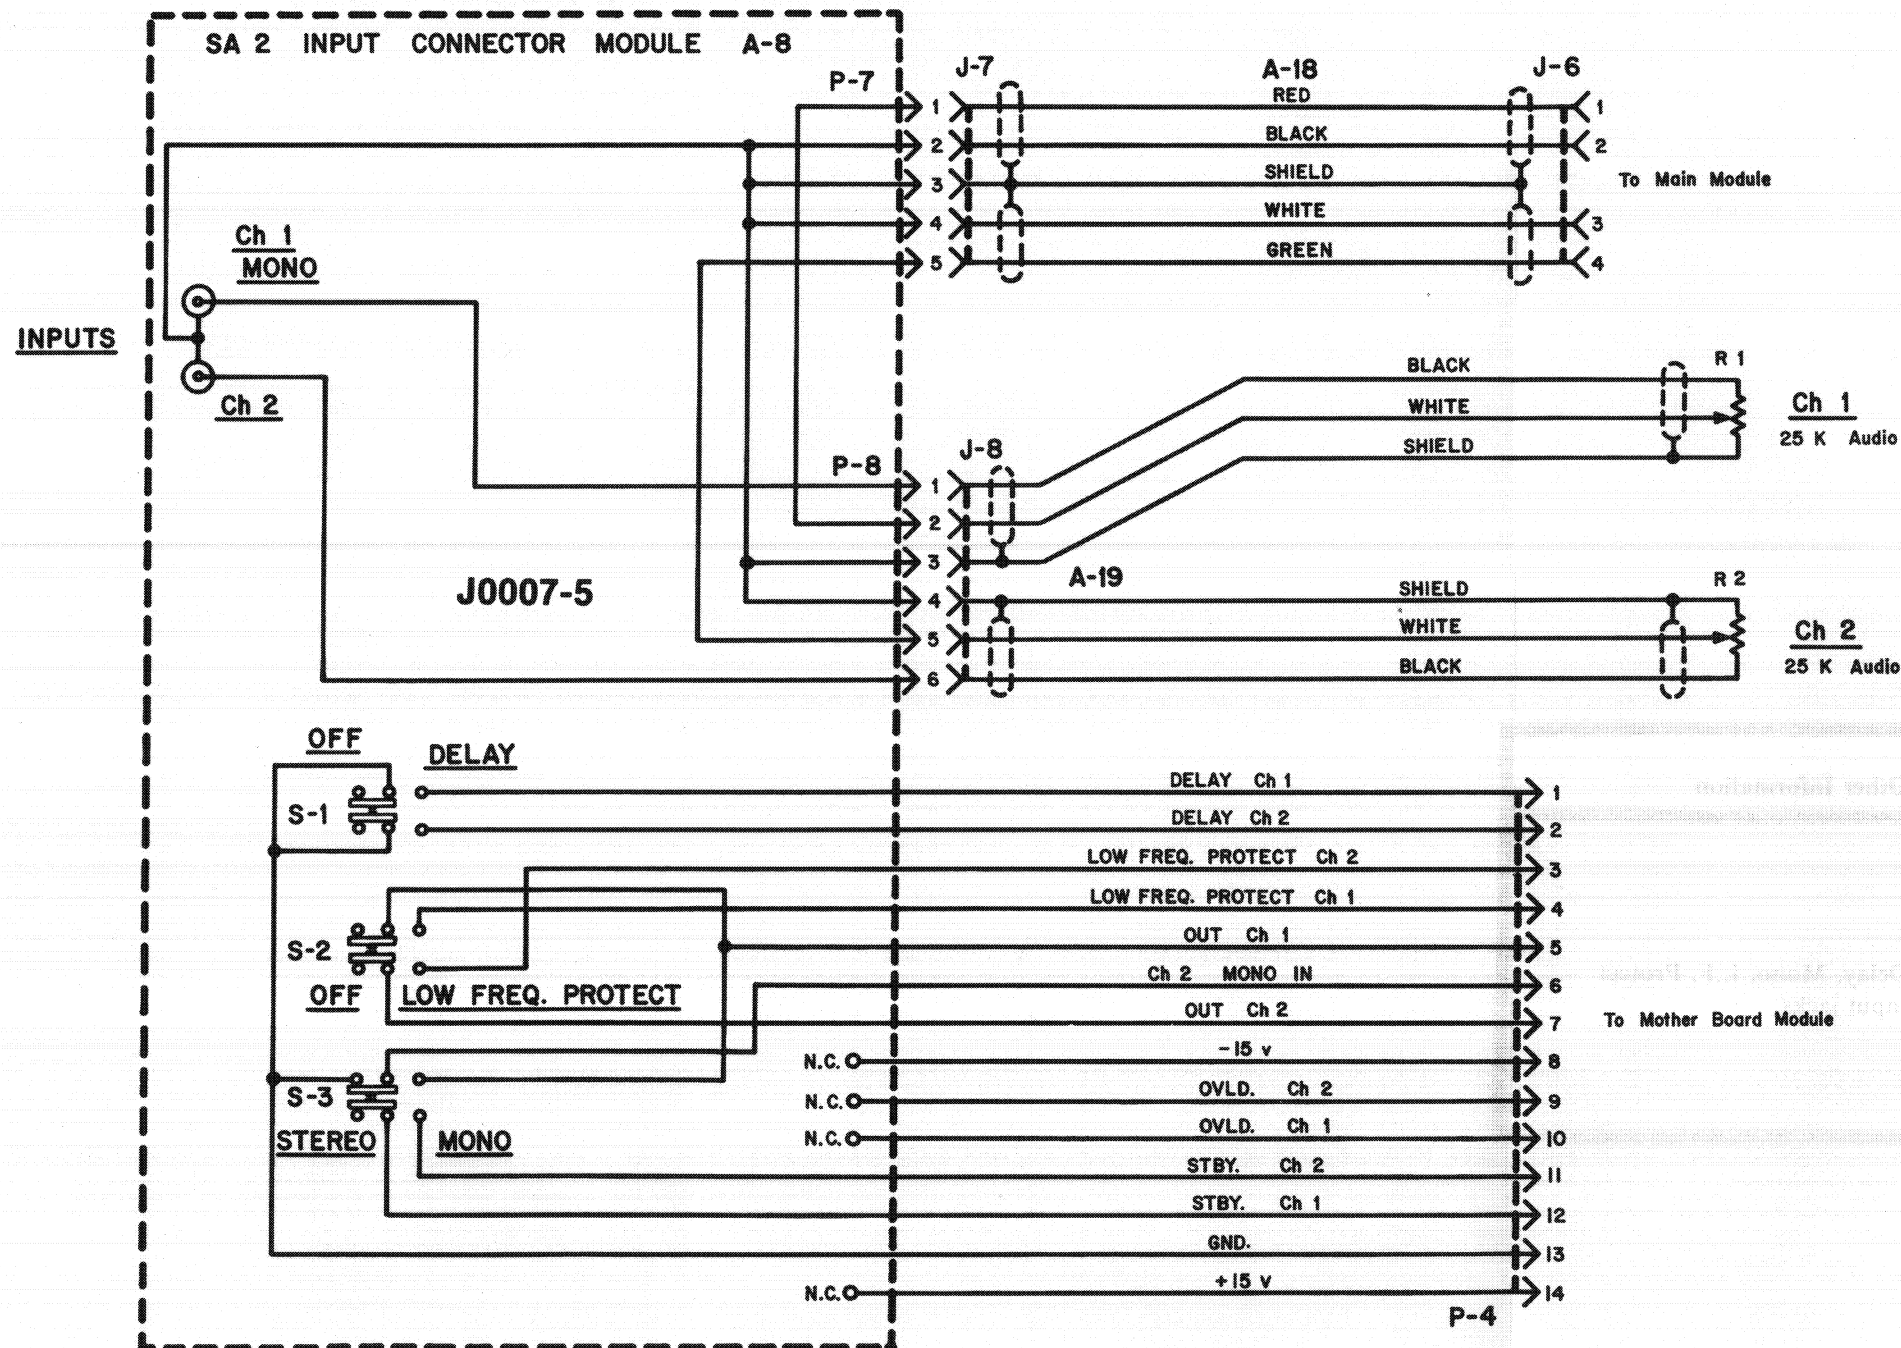 SA 2 INPUT CONNECTOR MODULE A-8
P-7
J-7
A-18
J-6
RED
1
1
BLACK
2
2
SHIELD
3
To Main Module
WHITE
4
3
GREEN
5
4
Ch 1
MONO
INPUTS
Ch 2
R 1
BLACK
WHITE
Ch 1
SHIELD
25 K Audio
P-8
J-8
1
2
3
A-19
J0007-5
R 2
SHIELD
4
WHITE
Ch 2
5
BLACK
25 K Audio
6
OFF
DELAY
S-1
DELAY Ch 1
1
DELAY Ch 2
2
LOW FREQ. PROTECT Ch 2
3
LOW FREQ. PROTECT Ch 1
4
S-2
OUT Ch 1
5
OFF
LOW FREQ. PROTECT
Ch 2 MONO IN
6
OUT Ch 2
7
To Mother Board Module
N.C.
-15 v
8
S-3
N.C.
OVLD. Ch 2
9
STEREO
MONO
N.C.
OVLD. Ch 1
10
STBY. Ch 2
11
STBY. Ch 1
12
GND.
13
N.C.
+15 v
14
P-4